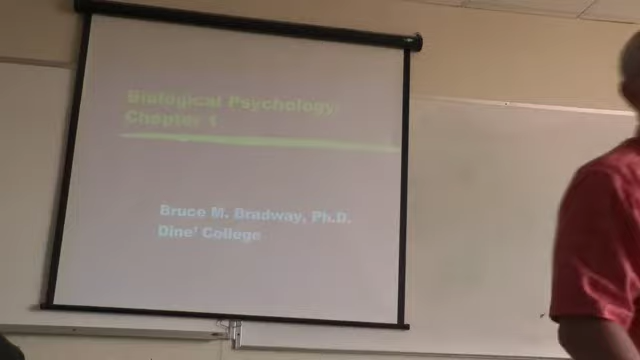 Biological Psychology
Chapter 1
Bruce M. Bradway, Ph.D.
Dine' College